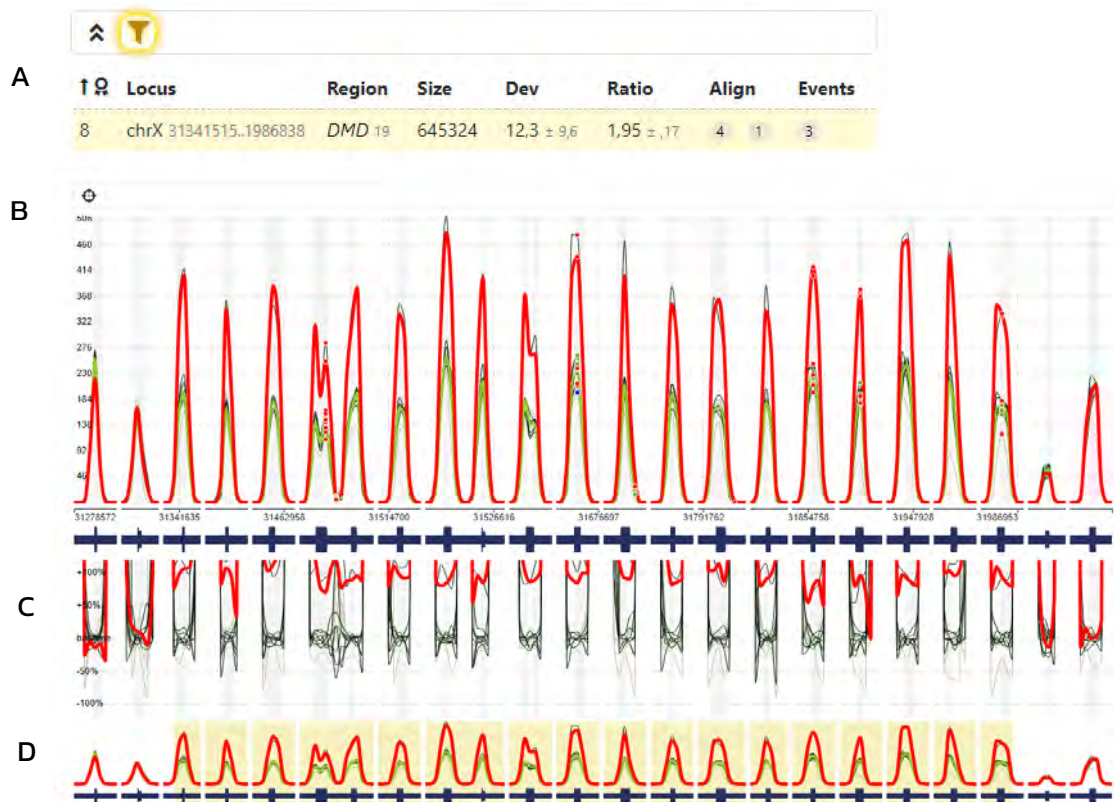 A
↑ Locus Region Size Dev Ratio Align Events
8 chrX 31341515..1986838 DMD 19 645324 12,3 ± 9,6 1,95 ± ,17 4 1 3
B
506
460
414
368
322
276
230
184
138
92
46
31278572 31341635 31462958 31514700 31526616 31676697 31791762 31854758 31947928 31986953
C
+100%
+50%
-50%
-100%
D